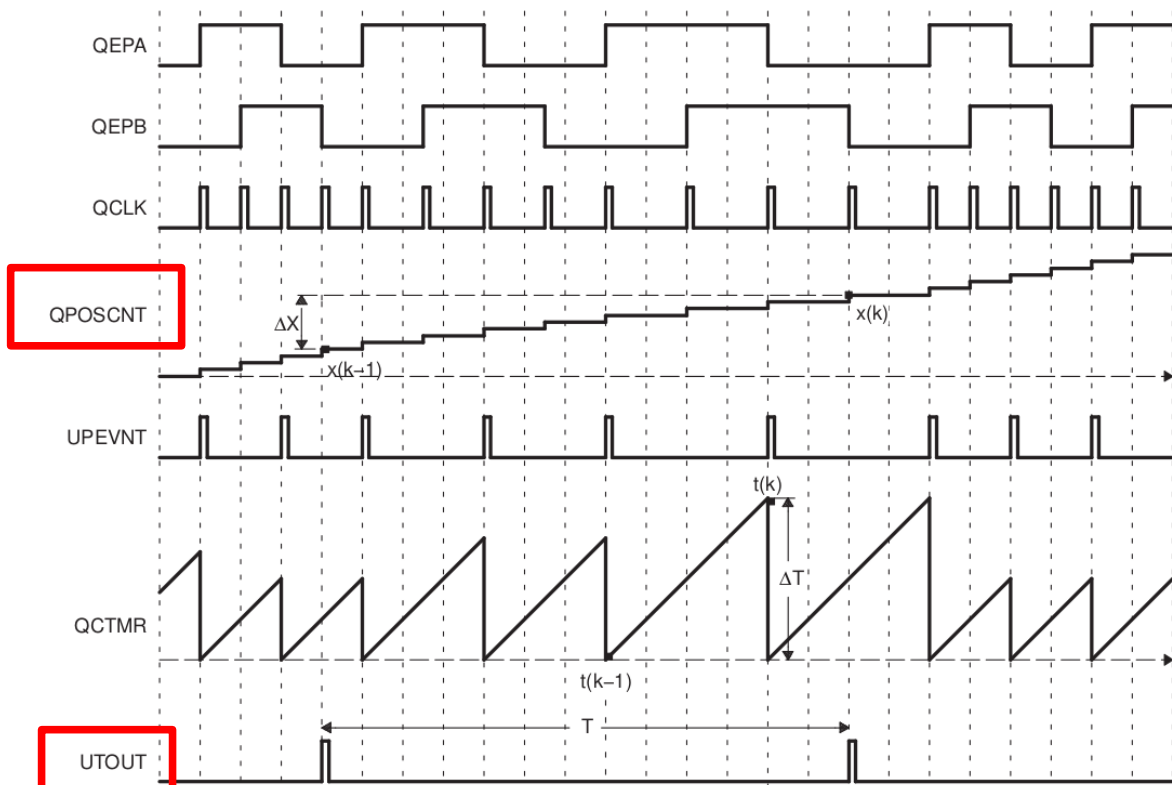 QEPA
QEPB
QCLK
QPOSCNT
ΔX
x(k)
x(k−1)
UPEVNT
t(k)
ΔT
QCTMR
t(k−1)
T
UTOUT